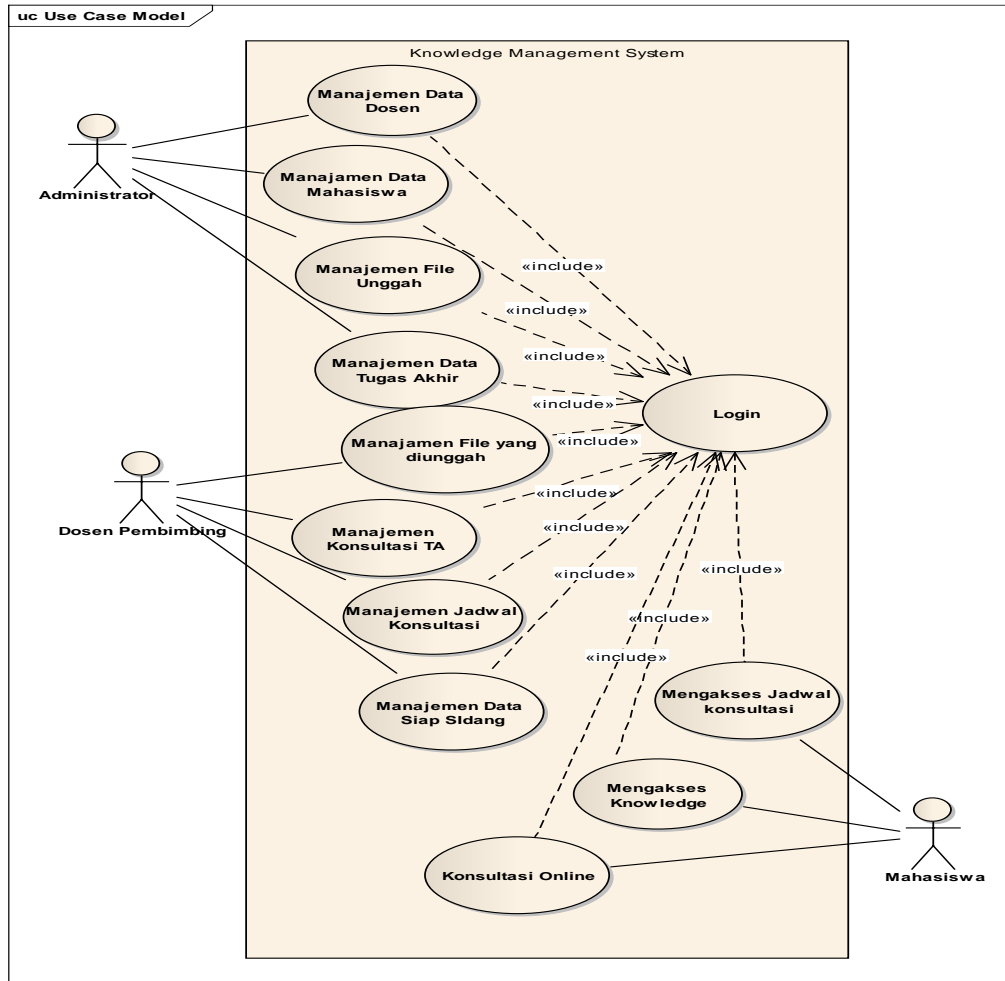 uc Use Case Model
Knowledge Management System
Manajemen Data
Dosen
Administrator
Manajamen Data
Mahasiswa
Manajemen File
Unggah
«include»
«include»
«include»
Manajemen Data
Tugas Akhir
«include»
Login
Manajamen File yang
diunggah
«include»
Dosen Pembimbing
«include»
Manajemen
Konsultasi TA
«include»
«include»
«include»
Manajemen Jadwal
Konsultasi
«include»
«include»
Manajemen Data
Siap SIdang
Mengakses Jadwal
konsultasi
Mengakses
Knowledge
Konsultasi Online
Mahasiswa